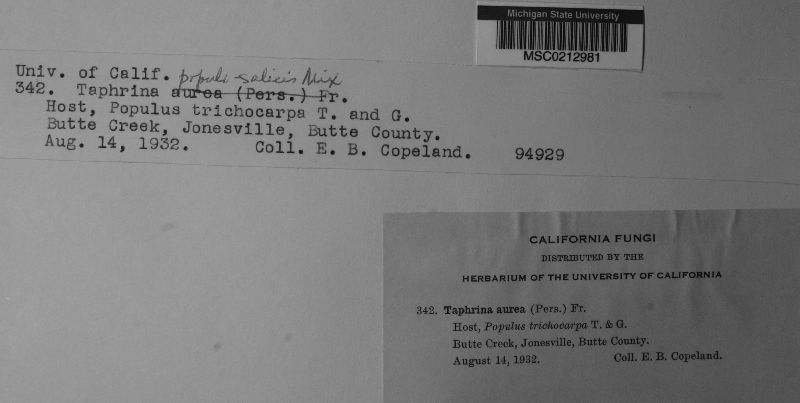 Michigan State University
MSC0212981
Univ. of Calif. populi-salicis Mix
342. Taphrina aurea (Pers.) Fr.
Host, Populus trichocarpa T. and G.
Butte Creek, Jonesville, Butte County.
Aug. 14, 1932. Coll. E. B. Copeland. 94929
CALIFORNIA FUNGI
DISTRIBUTED BY THE
HERBARIUM OF THE UNIVERSITY OF CALIFORNIA
342. Taphrina aurea (Pers.) Fr.
Host, Populus trichocarpa T. & G.
Butte Creek, Jonesville, Butte County.
August 14, 1932. Coll. E. B. Copeland.